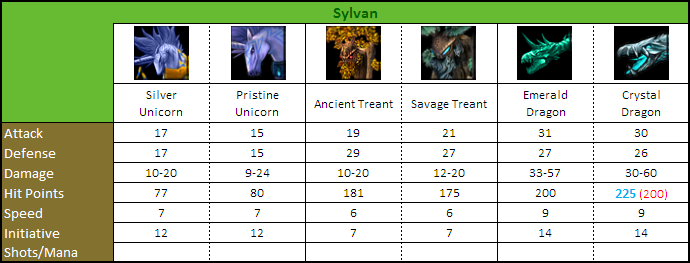 Sylvan
Silver Unicorn Pristine Unicorn Ancient Treant Savage Treant Emerald Dragon Crystal Dragon
Attack 17 15 19 21 31 30
Defense 17 15 29 27 27 26
Damage 10-20 9-24 10-20 12-20 33-57 30-60
Hit Points 77 80 181 175 200 225 (200)
Speed 7 7 6 6 9 9
Initiative 12 12 7 7 14 14
Shots/Mana